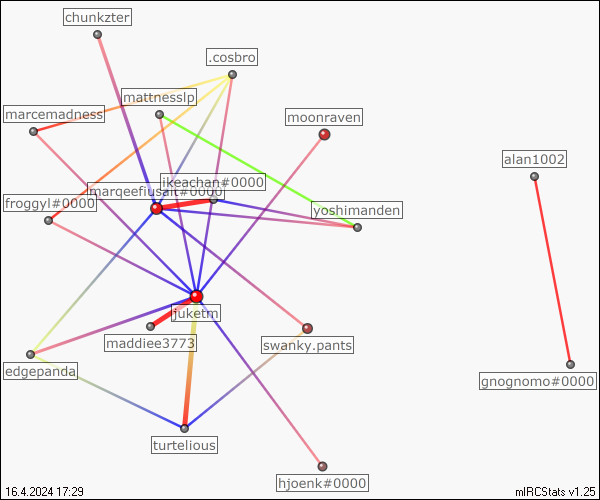 chunkzter
.cosbro
mattnesslp
marcemadness
moonraven
alan1002
ikeachan#0000
marqeefiusait#0000
froggyl#0000
yoshimanden
juketm
maddiee3773
swanky.pants
edgepanda
gnognomo#0000
turtelious
hjoenk#0000
16.4.2024 17:29
mIRCStats v1.25